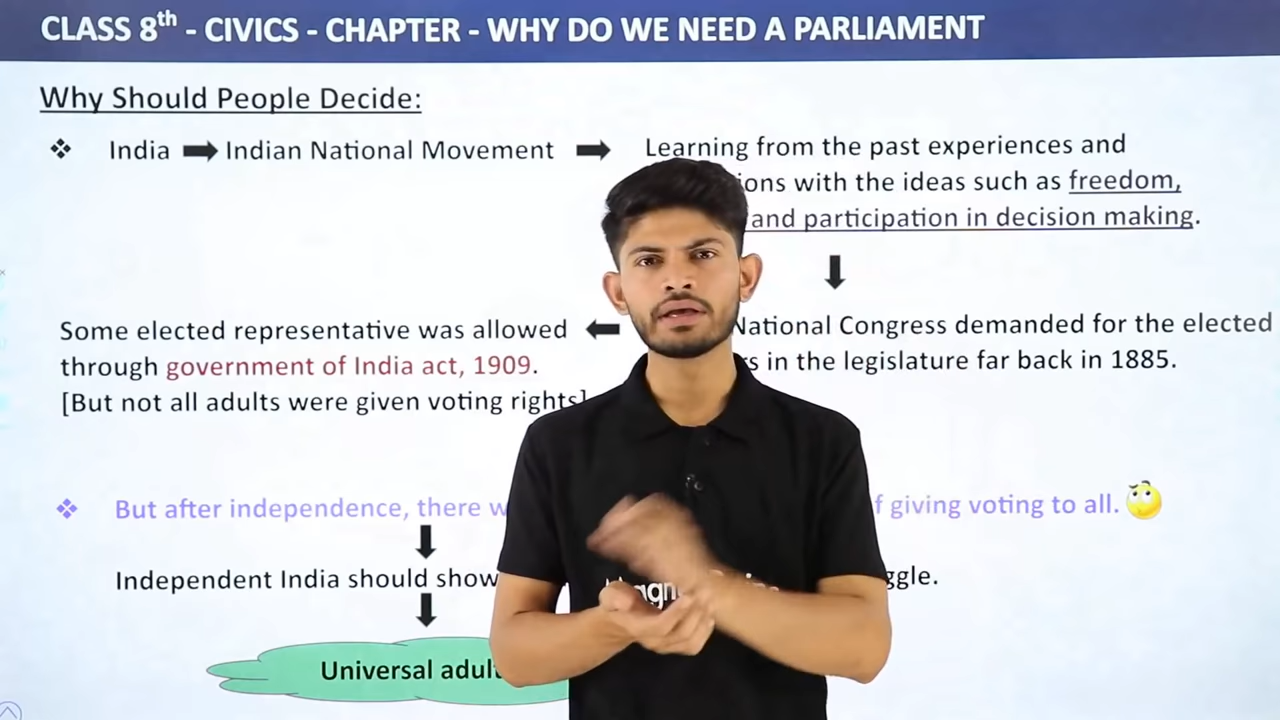 CLASS 8th - CIVICS - CHAPTER - WHY DO WE NEED A PARLIAMENT
Why Should People Decide:
❖ India ➡ Indian National Movement ➡ Learning from the past experiences and
with the ideas such as freedom,
and participation in decision making.
⬇
National Congress demanded for the elected
in the legislature far back in 1885.
⬅
Some elected representative was allowed
through government of India act, 1909.
[But not all adults were given voting rights]
❖ But after independence, there giving voting to all.
⬇
Independent India should show
⬇
Universal